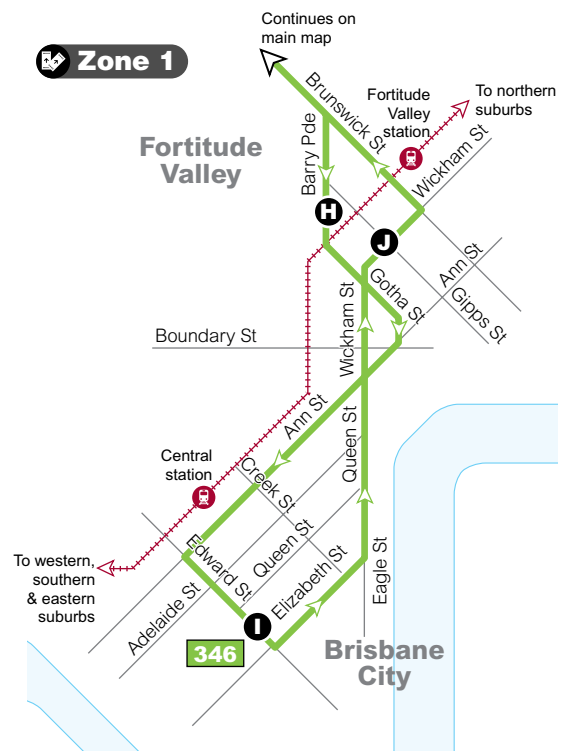 Continues on
main map
Zone 1
Brunswick St
Fortitude
Valley
station
To northern
suburbs
Barry Pde
Wickham St
Fortitude
Valley
H
J
Ann St
Gotha St
Gipps St
Wickham St
Boundary St
Ann St
Queen St
Central
station
Creek St
Queen St
Edward St
Elizabeth St
Eagle St
To western,
southern
& eastern
suburbs
Adelaide St
I
346
Brisbane
City